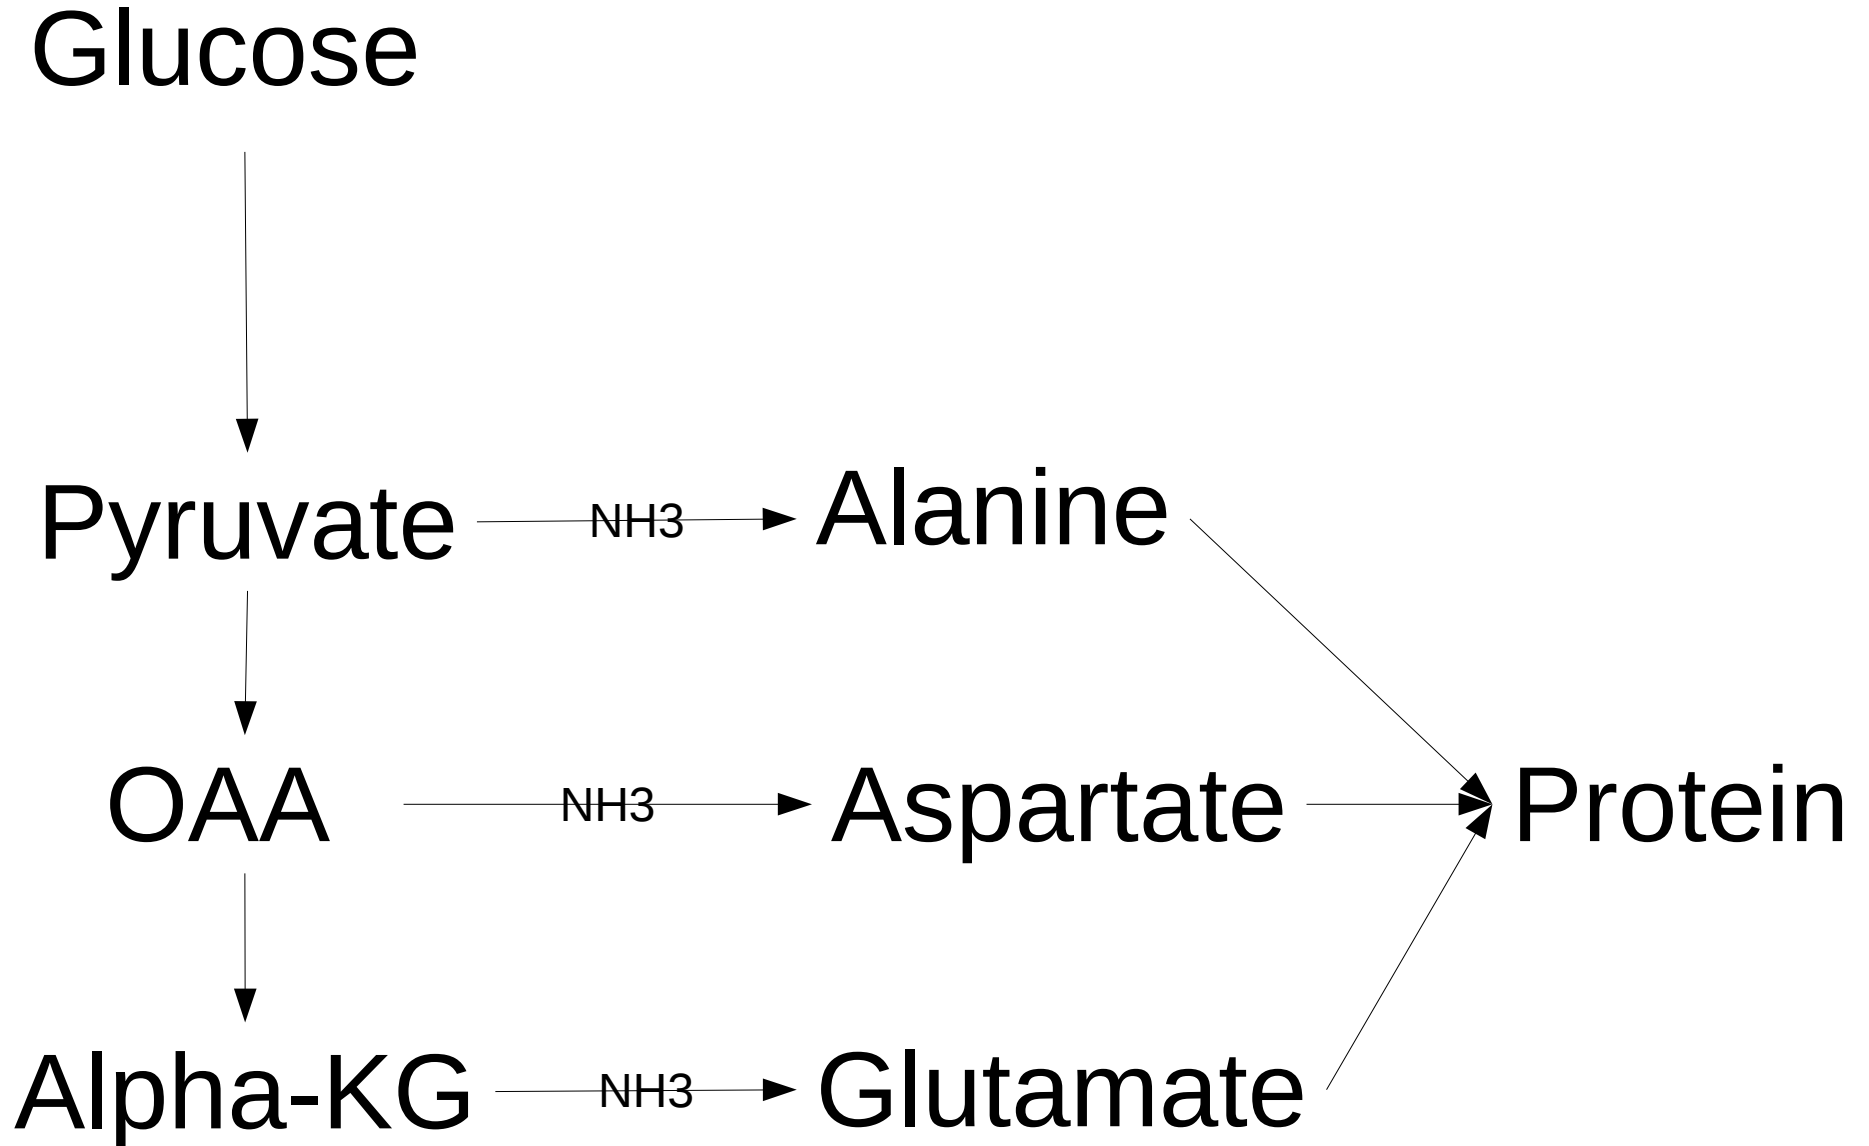 Glucose
Pyruvate NH3 Alanine
OAA NH3 Aspartate Protein
Alpha-KG NH3 Glutamate